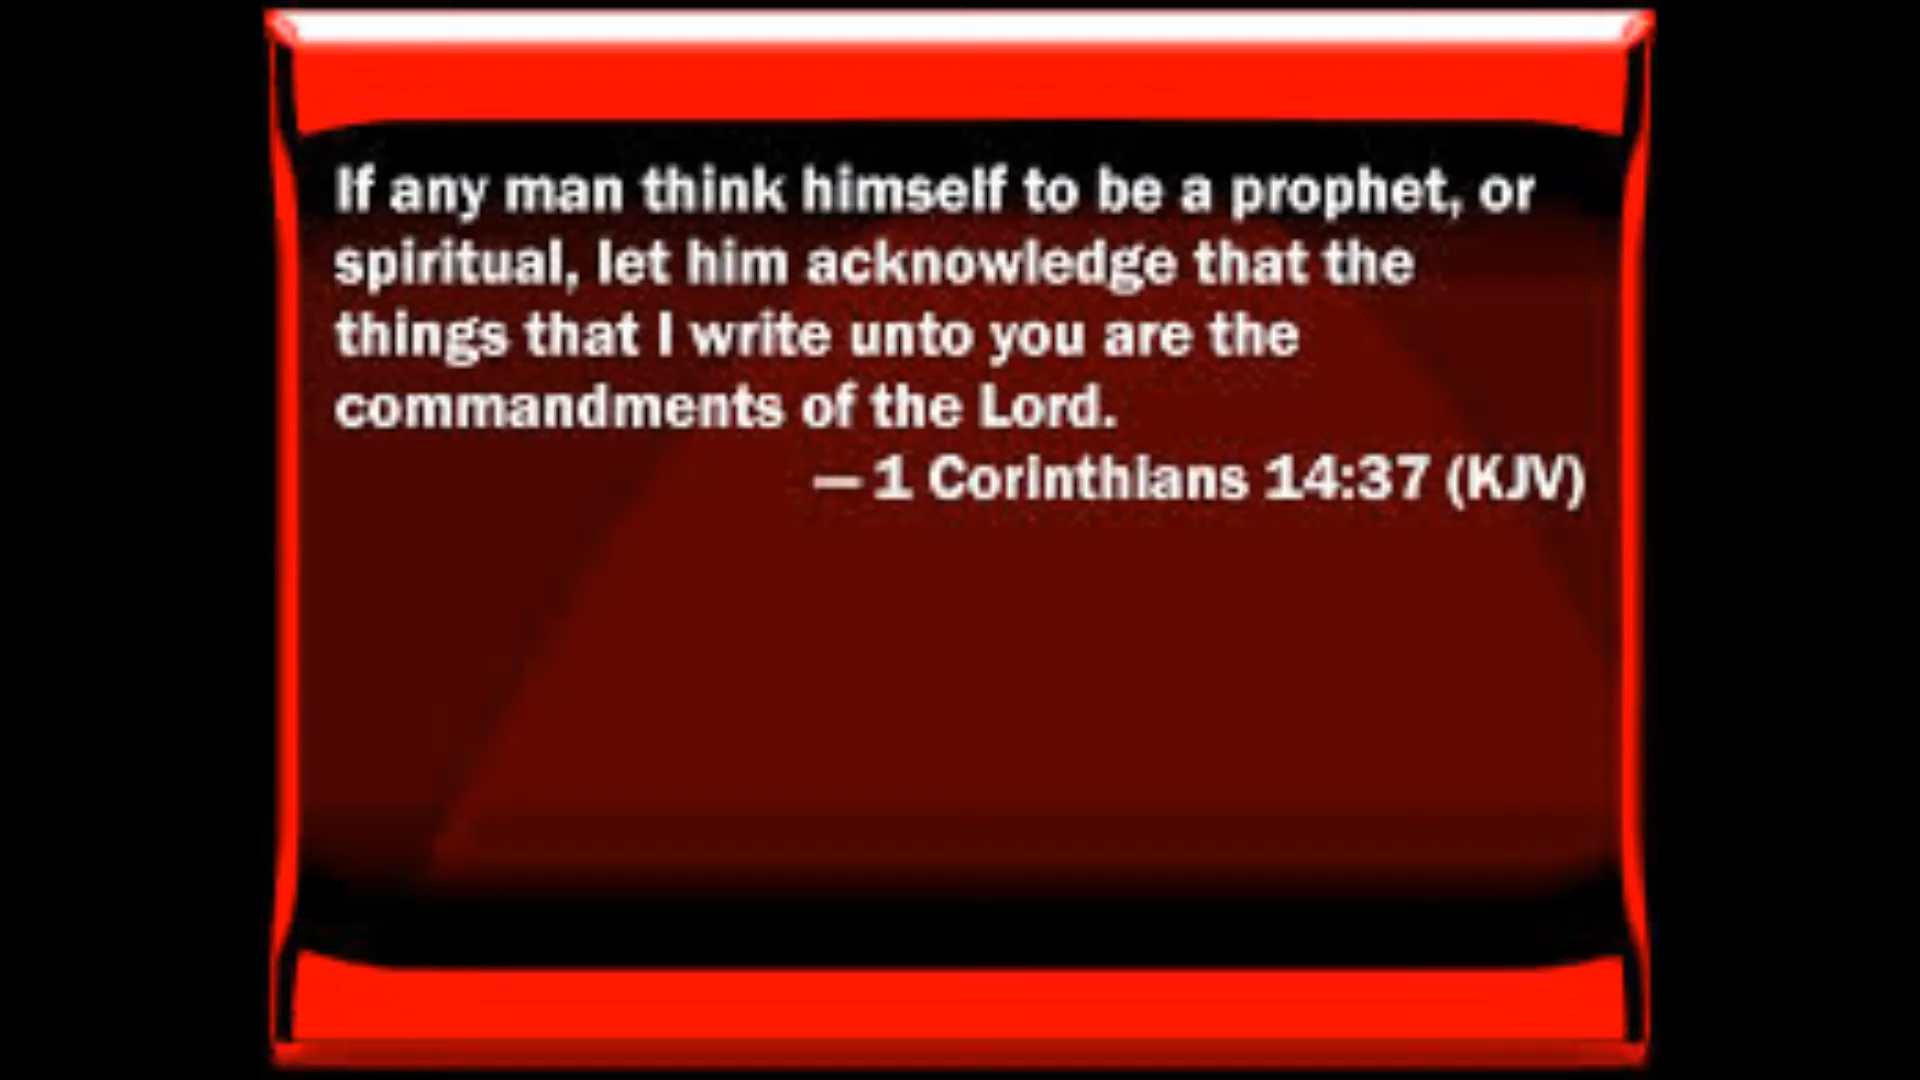 If any man think himself to be a prophet, or
spiritual, let him acknowledge that the
things that I write unto you are the
commandments of the Lord.
— 1 Corinthians 14:37 (KJV)